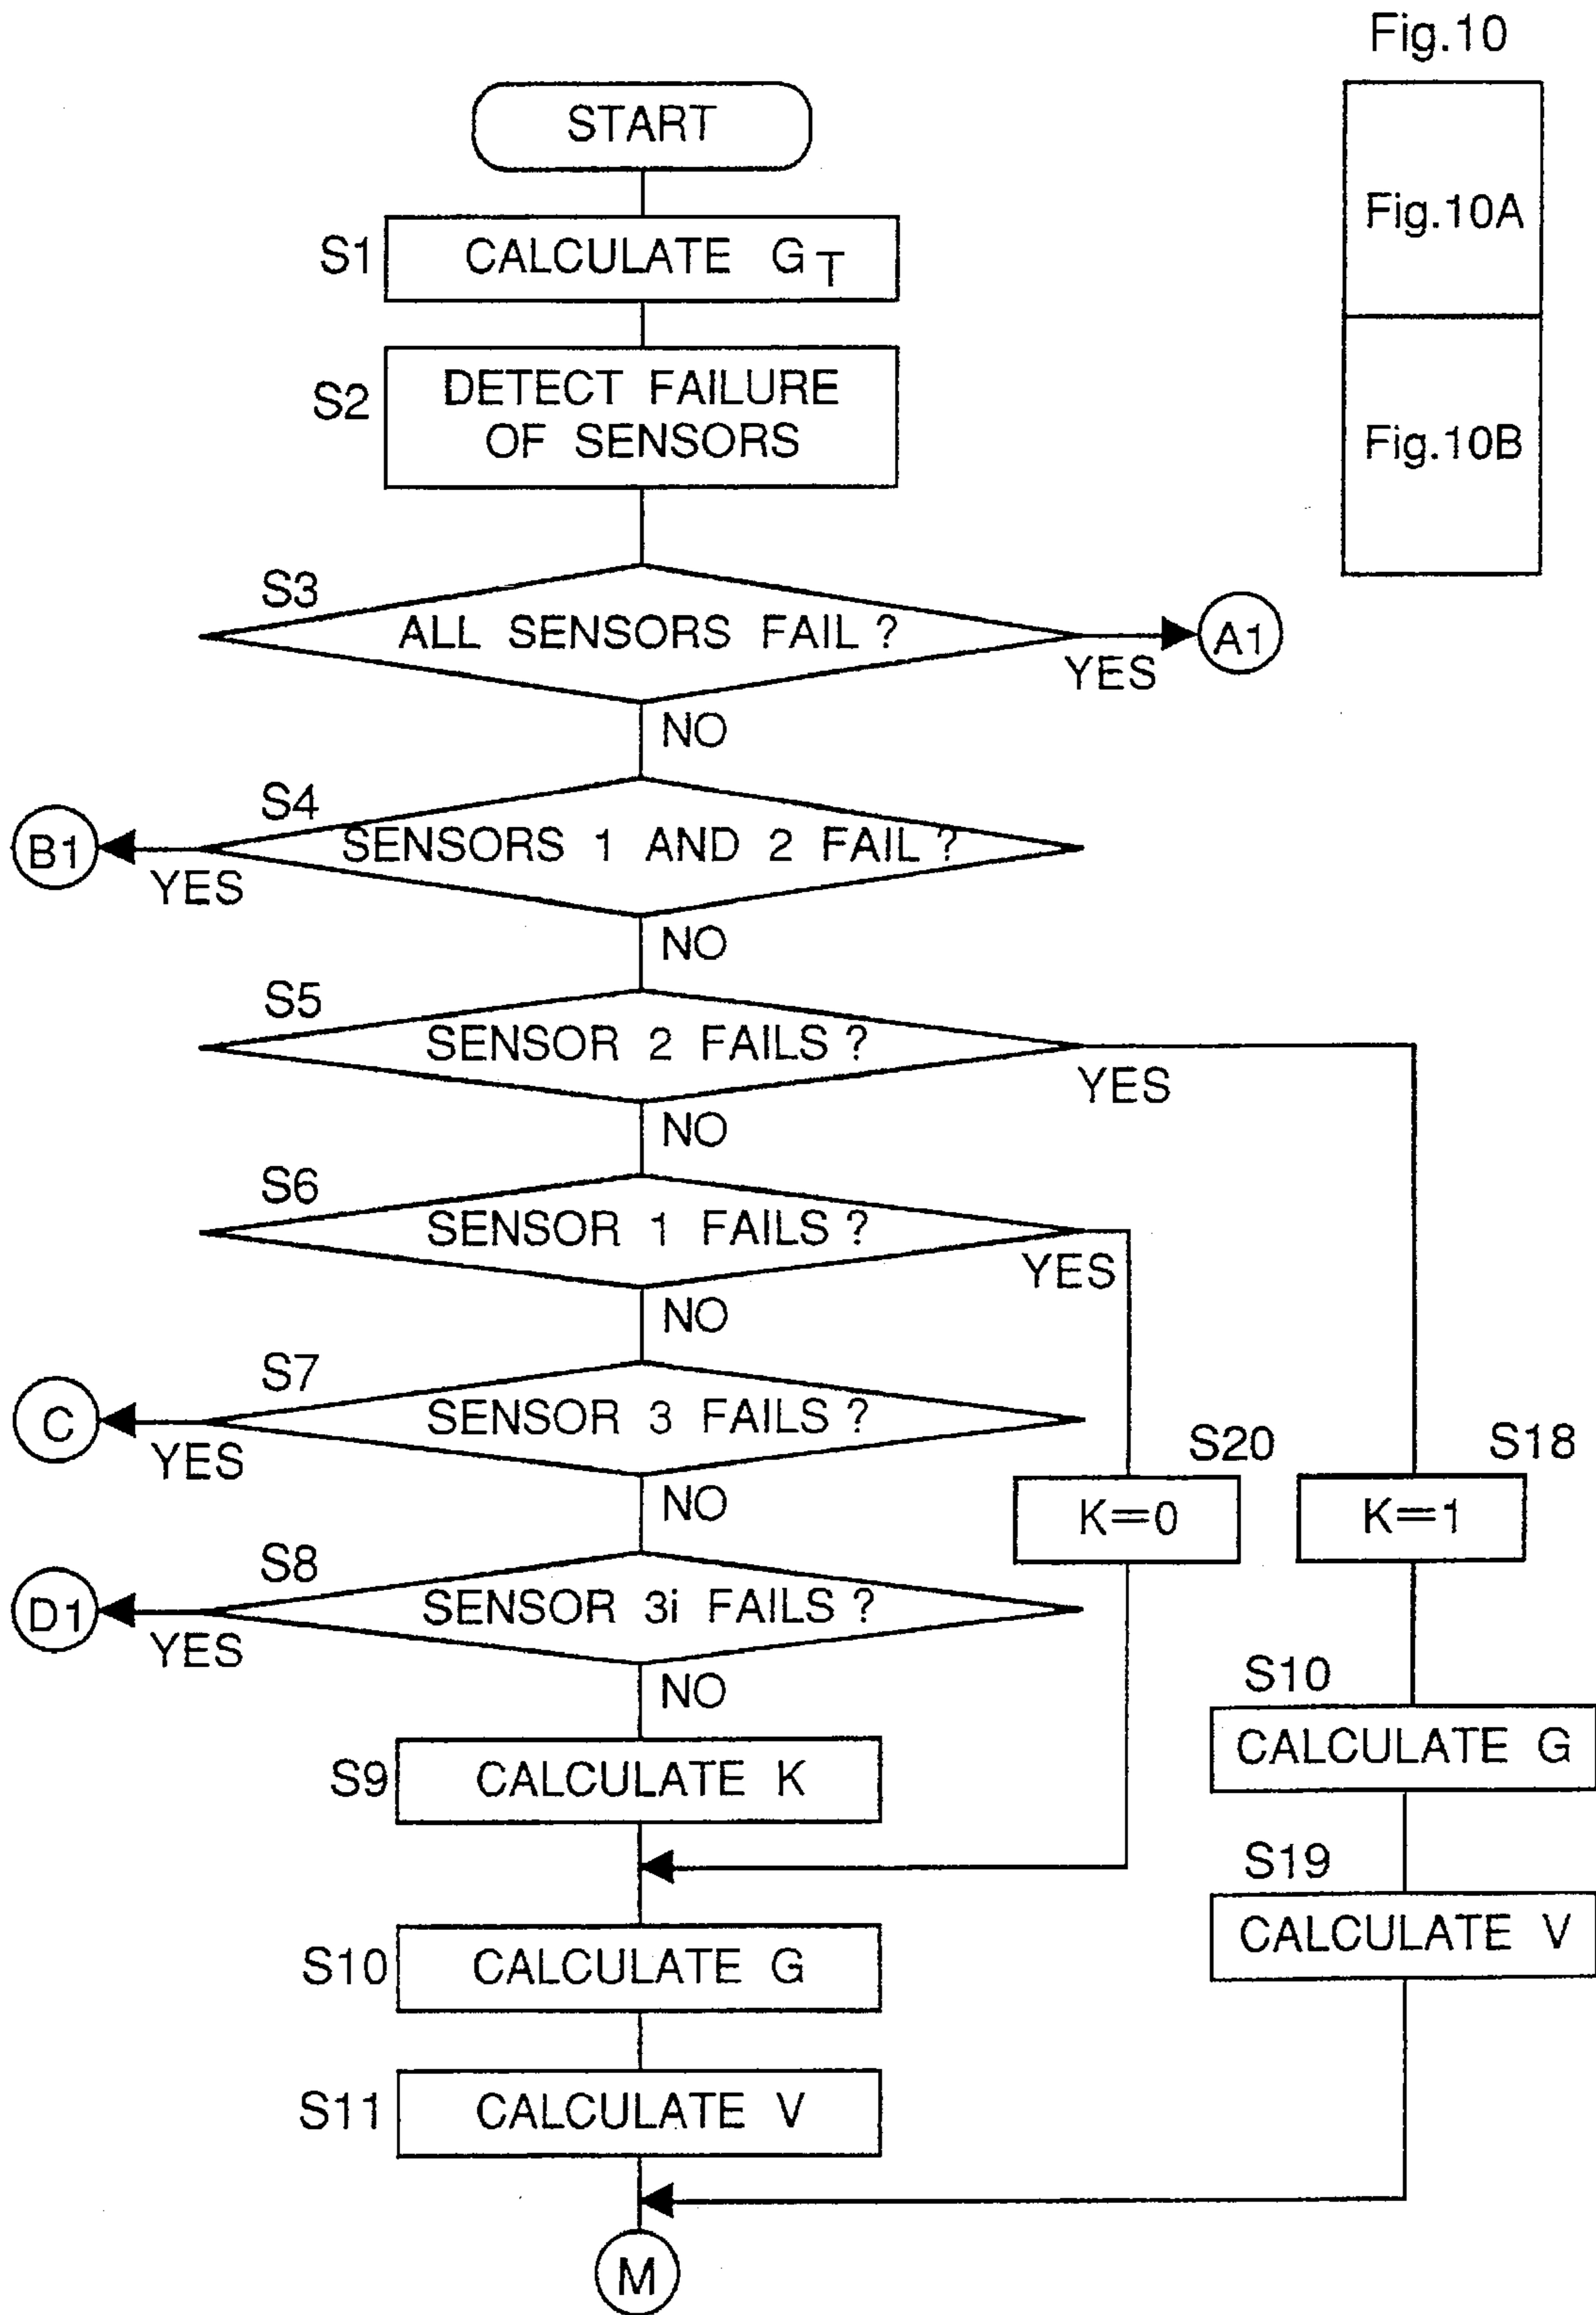 Fig.10
Fig.10A
Fig.10B
START
S1
CALCULATE GT
S2
DETECT FAILURE
OF SENSORS
S3
ALL SENSORS FAIL ?
YES
A1
NO
S4
SENSORS 1 AND 2 FAIL ?
B1
YES
NO
S5
SENSOR 2 FAILS ?
YES
NO
S6
SENSOR 1 FAILS ?
YES
NO
S7
SENSOR 3 FAILS ?
C
YES
NO
S20
K=0
S18
K=1
S8
SENSOR 3i FAILS ?
D1
YES
NO
S10
CALCULATE G
S9
CALCULATE K
S19
CALCULATE V
S10
CALCULATE G
S11
CALCULATE V
M